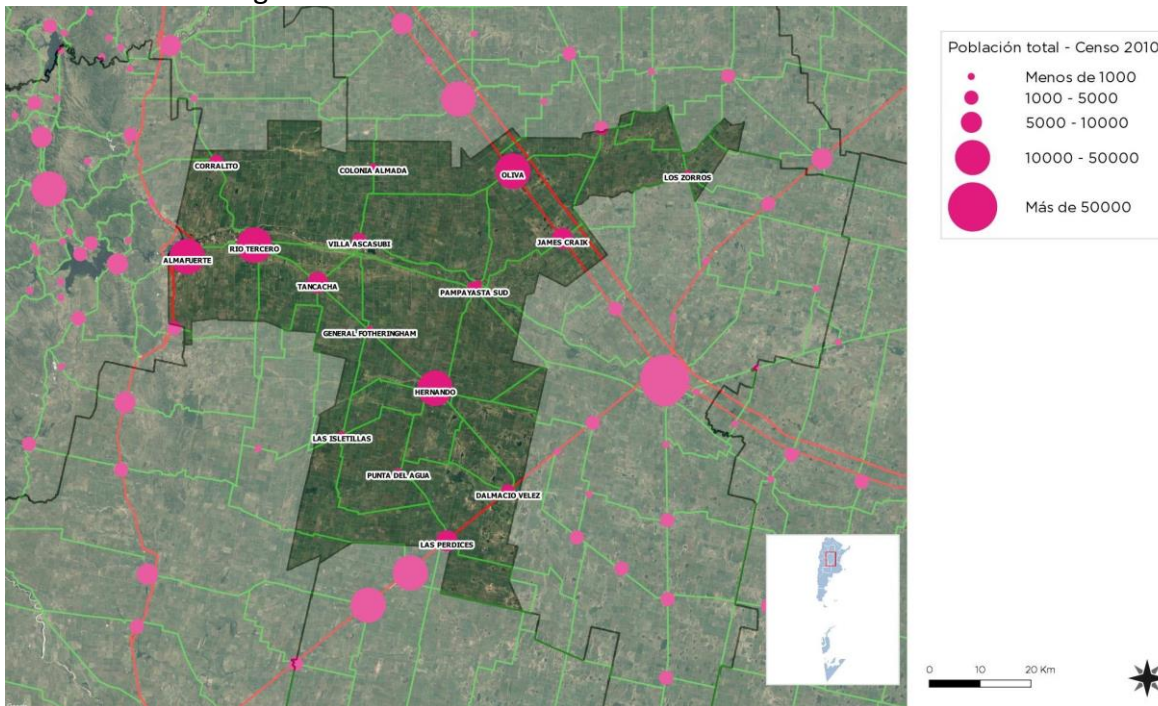 CORRALITO
COLONIA ALMADA
OLIVA
LOS ZORROS
ALMAFUERTE
RIO TERCERO
VILLA ASCASUBI
JAMES CRAIK
TANCACHA
PAMPAYASTA SUD
GENERAL FOTHERINGHAM
HERNANDO
LAS ISLETILLAS
PUNTA DEL AGUA
DALMACIO VELEZ
LAS PERDICES
Población total - Censo 2010
Menos de 1000
1000 - 5000
5000 - 10000
10000 - 50000
Más de 50000
0 10 20 Km